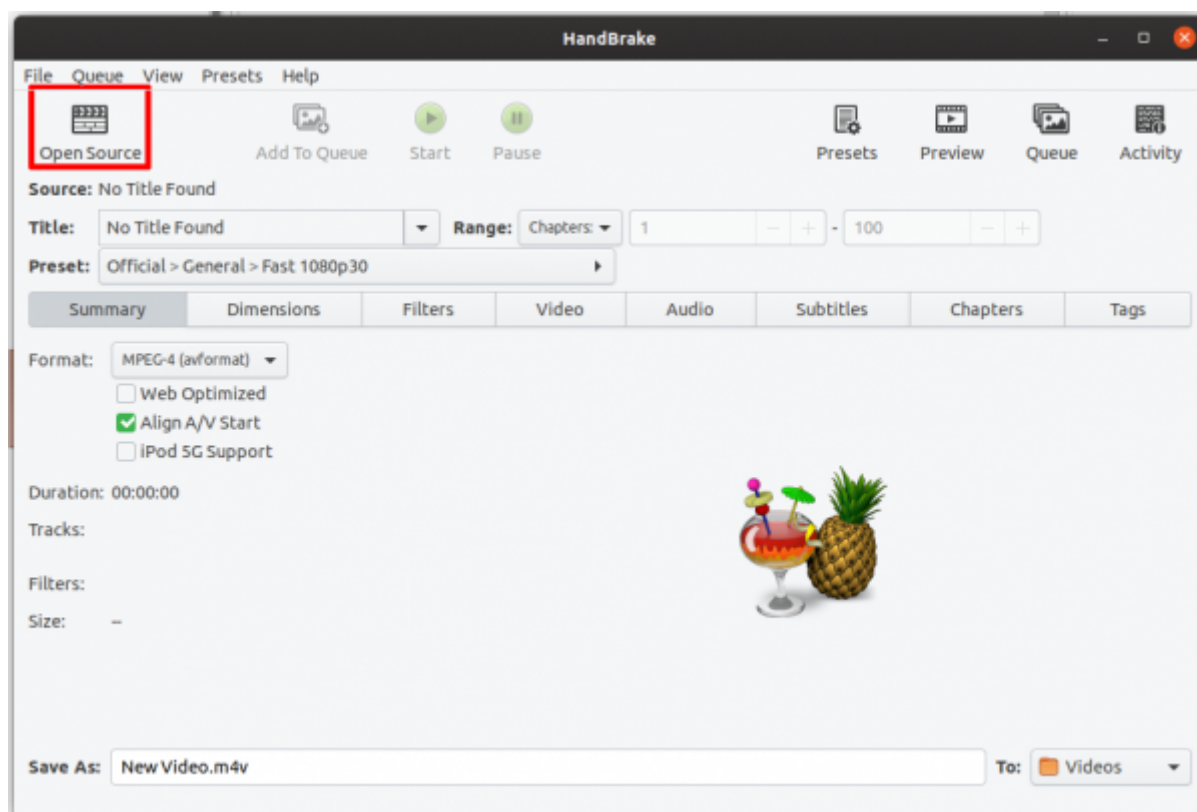 HandBrake
File Queue View Presets Help
Open Source Add To Queue Start Pause Presets Preview Queue Activity
Source: No Title Found
Title: No Title Found Range: Chapters: 1 - 100
Preset: Official > General > Fast 1080p30
Summary Dimensions Filters Video Audio Subtitles Chapters Tags
Format: MPEG-4 (avformat)
Web Optimized
Align A/V Start
iPod 5G Support
Duration: 00:00:00
Tracks:
Filters:
Size: --
Save As: New Video.m4v To: Videos